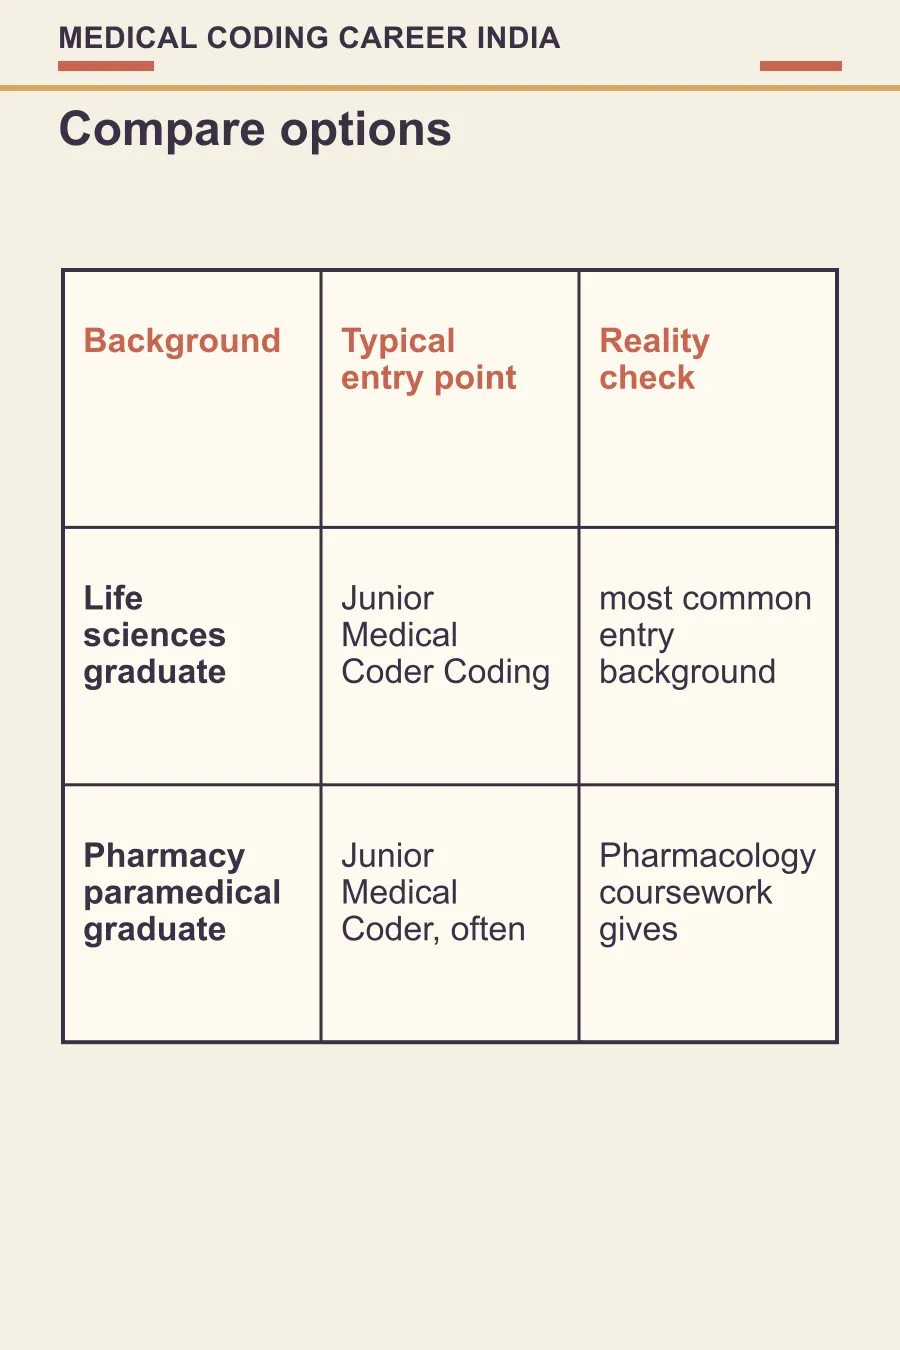 MEDICAL CODING CAREER INDIA
Compare options
Background
Typical
entry point
Reality
check
Life
sciences
graduate
Junior
Medical
Coder Coding
most common
entry
background
Pharmacy
paramedical
graduate
Junior
Medical
Coder, often
Pharmacology
coursework
gives